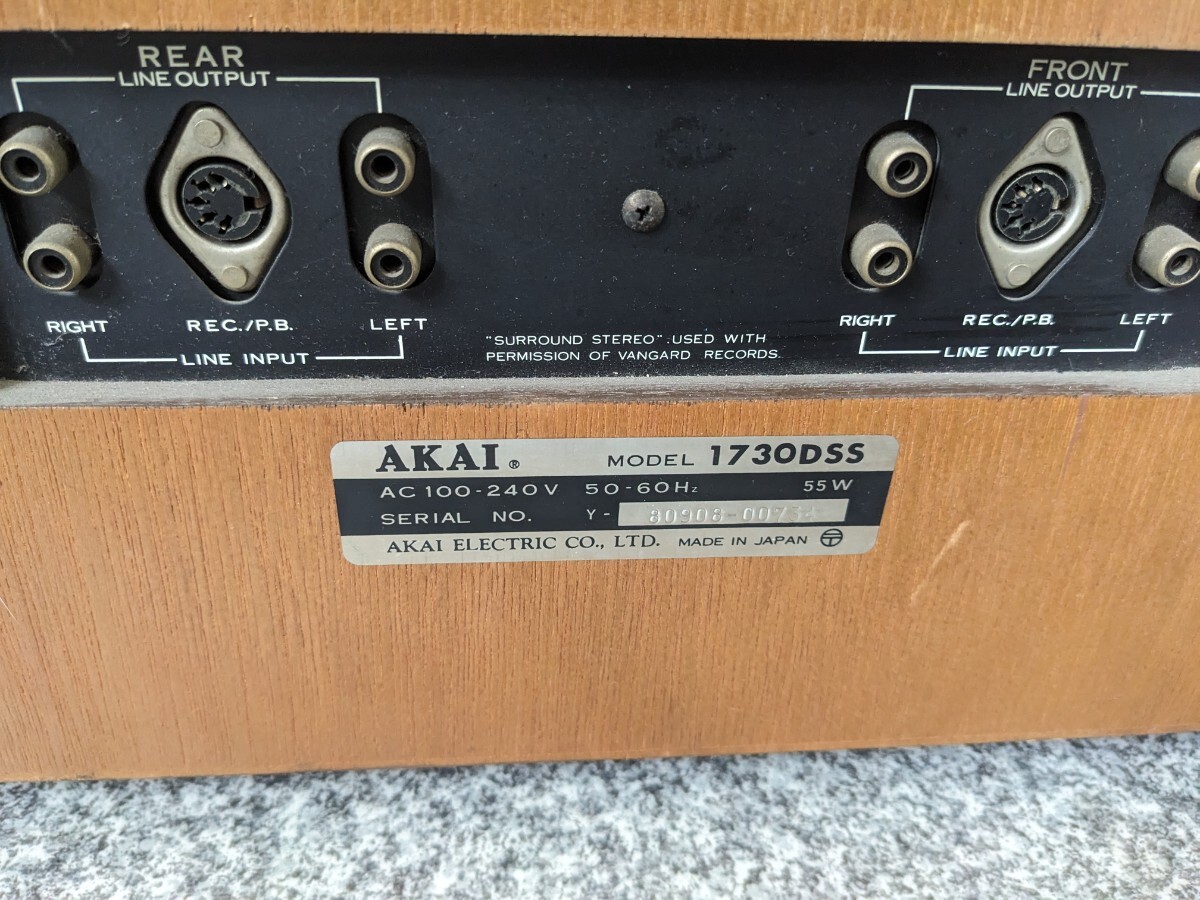 REAR
LINE OUTPUT
FRONT
LINE OUTPUT
RIGHT REC./P.B. LEFT
LINE INPUT
"SURROUND STEREO".USED WITH
PERMISSION OF VANGARD RECORDS.
RIGHT REC./P.B. LEFT
LINE INPUT
AKAI® MODEL 1730DSS
AC 100-240V 50-60Hz 55W
SERIAL NO. Y-
AKAI ELECTRIC CO., LTD. MADE IN JAPAN